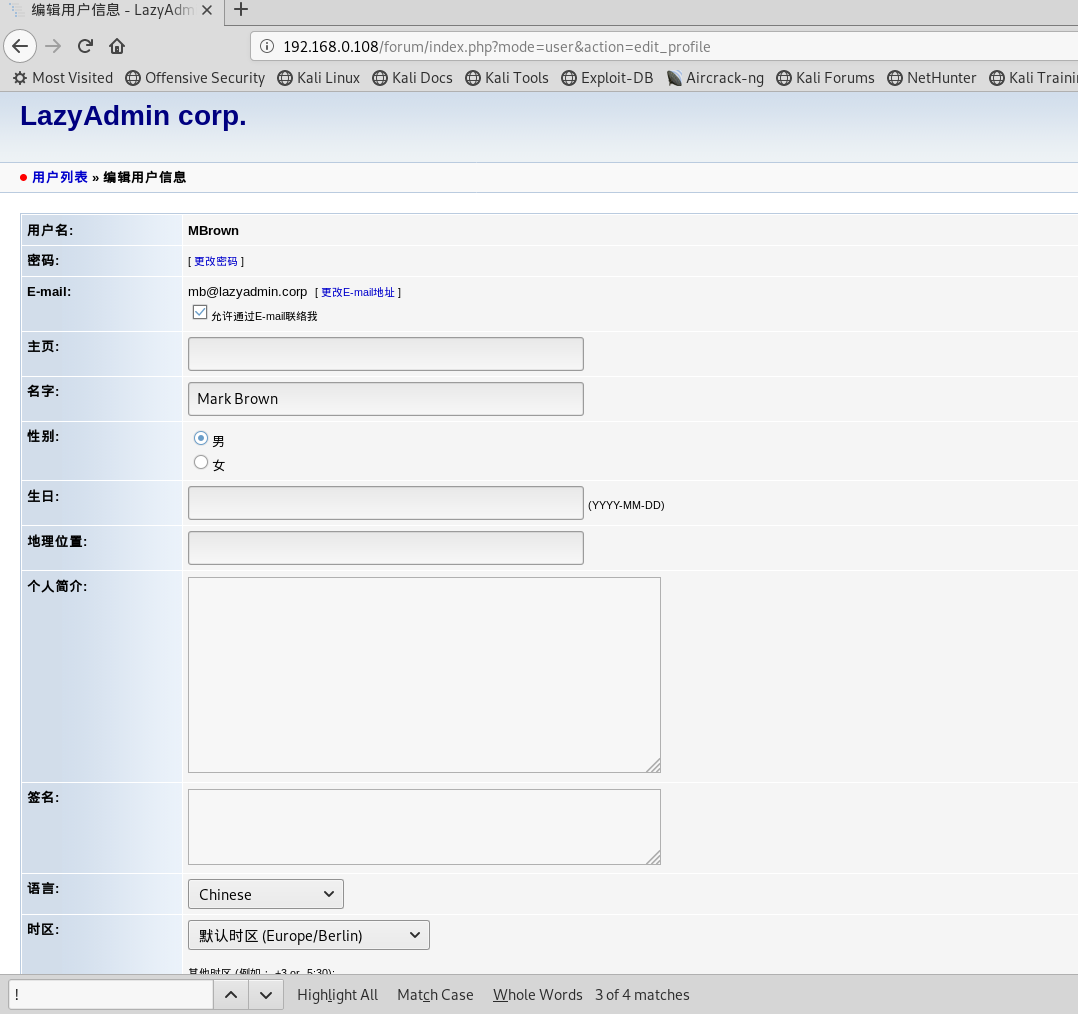 编辑用户信息 - LazyAdm
192.168.0.108/forum/index.php?mode=user&action=edit_profile
Most Visited Offensive Security Kali Linux Kali Docs Kali Tools Exploit-DB Aircrack-ng Kali Forums NetHunter Kali Traini
LazyAdmin corp.
用户列表 » 编辑用户信息
用户名: MBrown
密码: [ 更改密码 ]
E-mail: mb@lazyadmin.corp [ 更改E-mail地址 ]
允许通过E-mail联络我
主页:
名字: Mark Brown
性别: 男
女
生日: (YYYY-MM-DD)
地理位置:
个人简介:
签名:
语言: Chinese
时区: 默认时区 (Europe/Berlin)
其他时区 (例如： +3 or -5:30):
! Highlight All Match Case Whole Words 3 of 4 matches